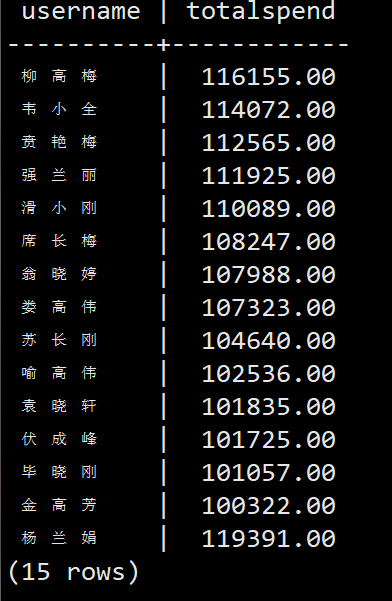 username | totalspend
----------+------------
柳高梅 | 116155.00
韦小全 | 114072.00
贲艳梅 | 112565.00
强兰丽 | 111925.00
滑小刚 | 110089.00
席长梅 | 108247.00
翁晓婷 | 107988.00
娄高伟 | 107323.00
苏长刚 | 104640.00
喻高伟 | 102536.00
袁晓轩 | 101835.00
伏成峰 | 101725.00
毕晓刚 | 101057.00
金高芳 | 100322.00
杨兰娟 | 119391.00
(15 rows)